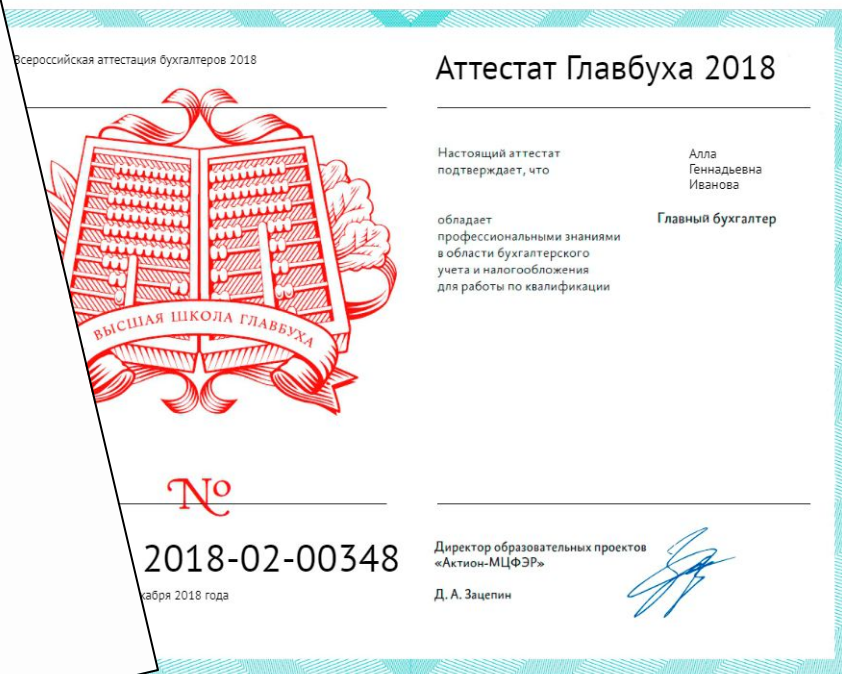 Всероссийская аттестация бухгалтеров 2018
ВЫСШАЯ ШКОЛА ГЛАВБУХА
№
2018-02-00348
2018 года
Аттестат Главбуха 2018
Настоящий аттестат
подтверждает, что
Алла
Геннадьевна
Иванова
обладает
профессиональными знаниями
в области бухгалтерского
учета и налогообложения
для работы по квалификации
Главный бухгалтер
Директор образовательных проектов
«Актион-МЦФЭР»
Д. А. Зацепин